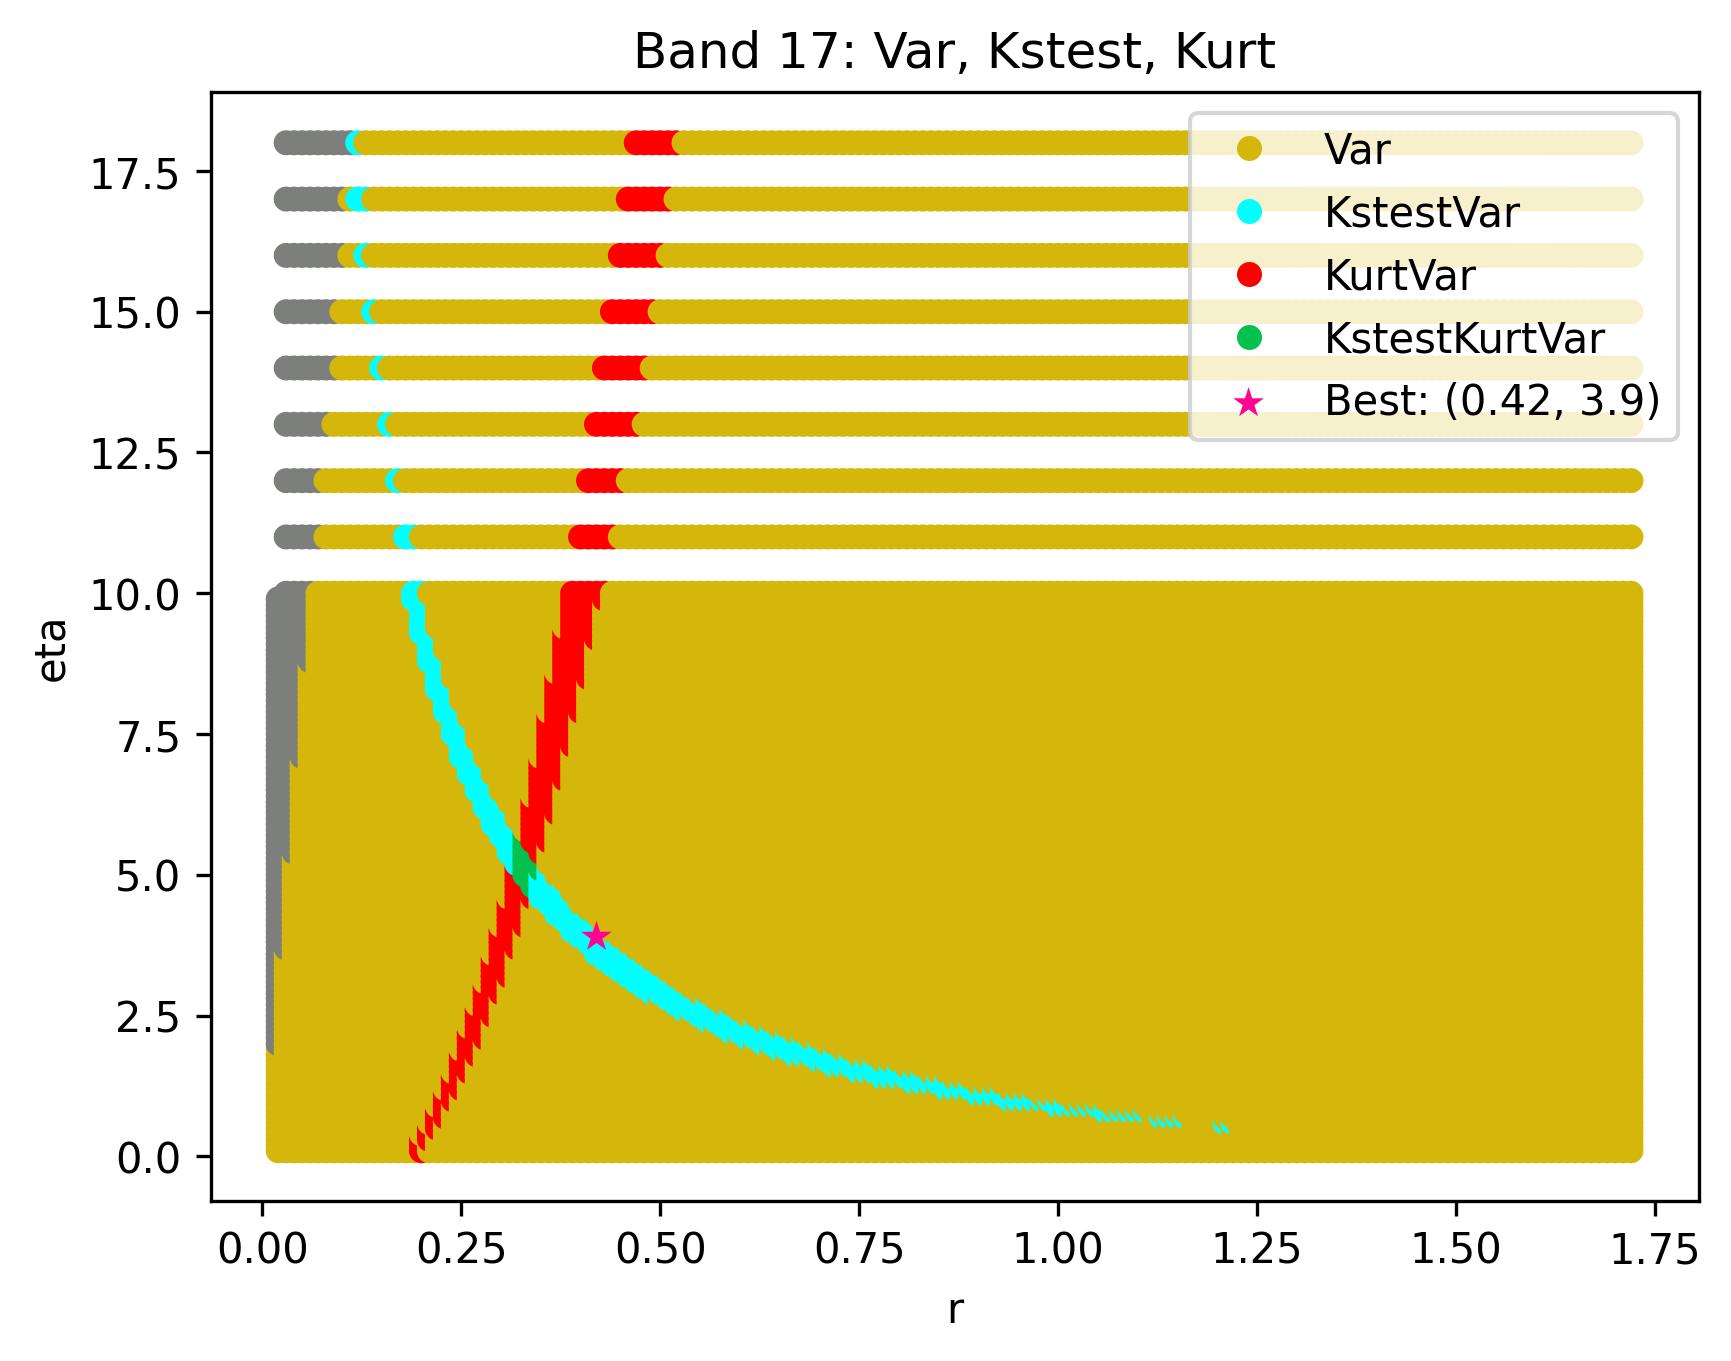 Band 17: Var, Kstest, Kurt
17.5
15.0
12.5
10.0
7.5
5.0
2.5
0.0
eta
Var
KstestVar
KurtVar
KstestKurtVar
Best: (0.42, 3.9)
0.00 0.25 0.50 0.75 1.00 1.25 1.50 1.75
r